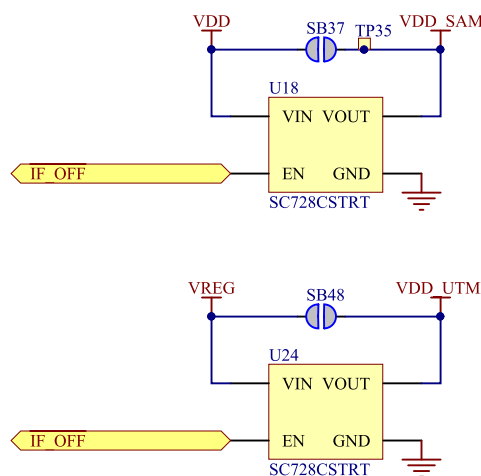 VDD SB37 TP35 VDD_SAM
U18
VIN VOUT
IF_OFF EN GND
SC728CSTRT
VREG SB48 VDD_UTM
U24
VIN VOUT
IF_OFF EN GND
SC728CSTRT